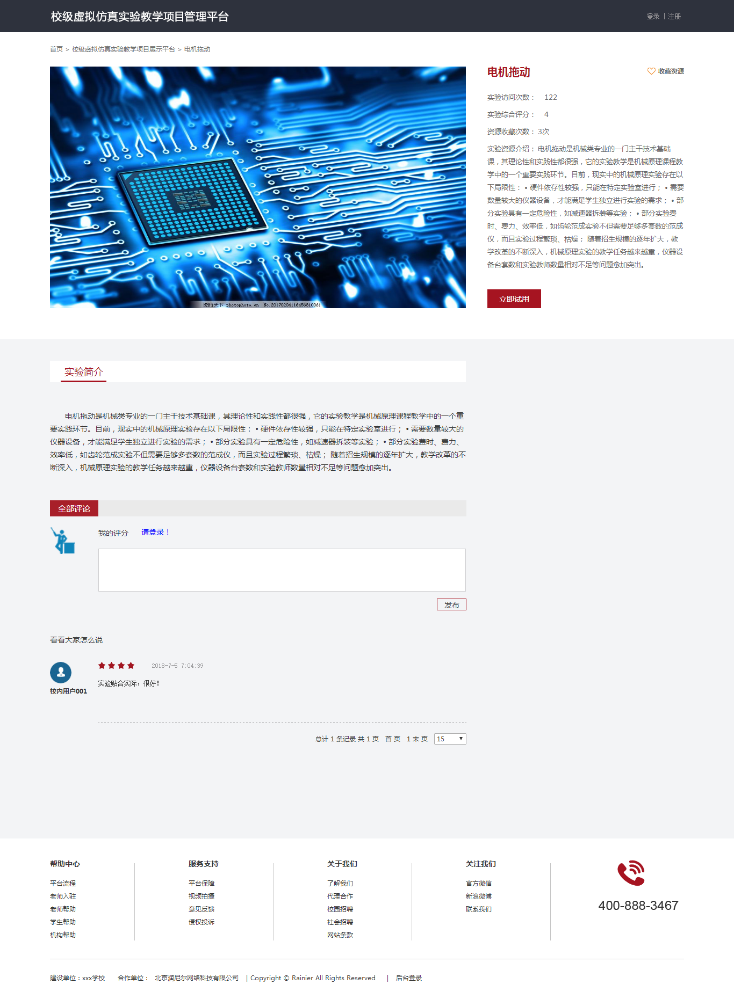 校级虚拟仿真实验教学项目管理平台
登录 | 注册
首页 > 校级虚拟仿真实验教学项目展示平台 > 电机拖动
电机拖动
收藏资源
实验访问次数： 122
实验综合评分： 4
资源收藏次数： 3次
实验资源介绍： 电机拖动是机械类专业的一门主干技术基础
课，其理论性和实践性都很强，它的实验教学是机械原理课程教
学中的一个重要实践环节。目前，现实中的机械原理实验存在以
下局限性： • 硬件依存性较强，只能在特定实验室进行； • 需要
数量较大的仪器设备，才能满足学生独立进行实验的需求； • 部
分实验具有一定危险性，如减速器拆装等实验； • 部分实验费
时、费力、效率低，如齿轮范成实验不但需要足够多套数的范成
仪，而且实验过程繁琐、枯燥； 随着招生规模的逐年扩大，教
学改革的不断深入，机械原理实验的教学任务越来越重，仪器设
备台套数和实验教师数量相对不足等问题愈加突出。
图行天下 photophoto.cn No.20170204116456810061
立即试用
实验简介
电机拖动是机械类专业的一门主干技术基础课，其理论性和实践性都很强，它的实验教学是机械原理课程教学中的一个重
要实践环节。目前，现实中的机械原理实验存在以下局限性： • 硬件依存性较强，只能在特定实验室进行； • 需要数量较大的
仪器设备，才能满足学生独立进行实验的需求； • 部分实验具有一定危险性，如减速器拆装等实验； • 部分实验费时、费力、
效率低，如齿轮范成实验不但需要足够多套数的范成仪，而且实验过程繁琐、枯燥； 随着招生规模的逐年扩大，教学改革的不
断深入，机械原理实验的教学任务越来越重，仪器设备台套数和实验教师数量相对不足等问题愈加突出。
全部评论
我的评分 请登录！
发布
看看大家怎么说
2018-7-5 7:04:39
实验贴合实际，很好！
校内用户001
总计 1 条记录 共 1 页 首 页 1 末 页 15
帮助中心
平台流程
老师入驻
老师帮助
学生帮助
机构帮助
服务支持
平台保障
视频拍摄
意见反馈
侵权投诉
关于我们
了解我们
代理合作
校园招聘
社会招聘
网站条款
关注我们
官方微信
新浪微博
联系我们
400-888-3467
建设单位：xxx学校 合作单位： 北京润尼尔网络科技有限公司 | Copyright © Rainier All Rights Reserved | 后台登录